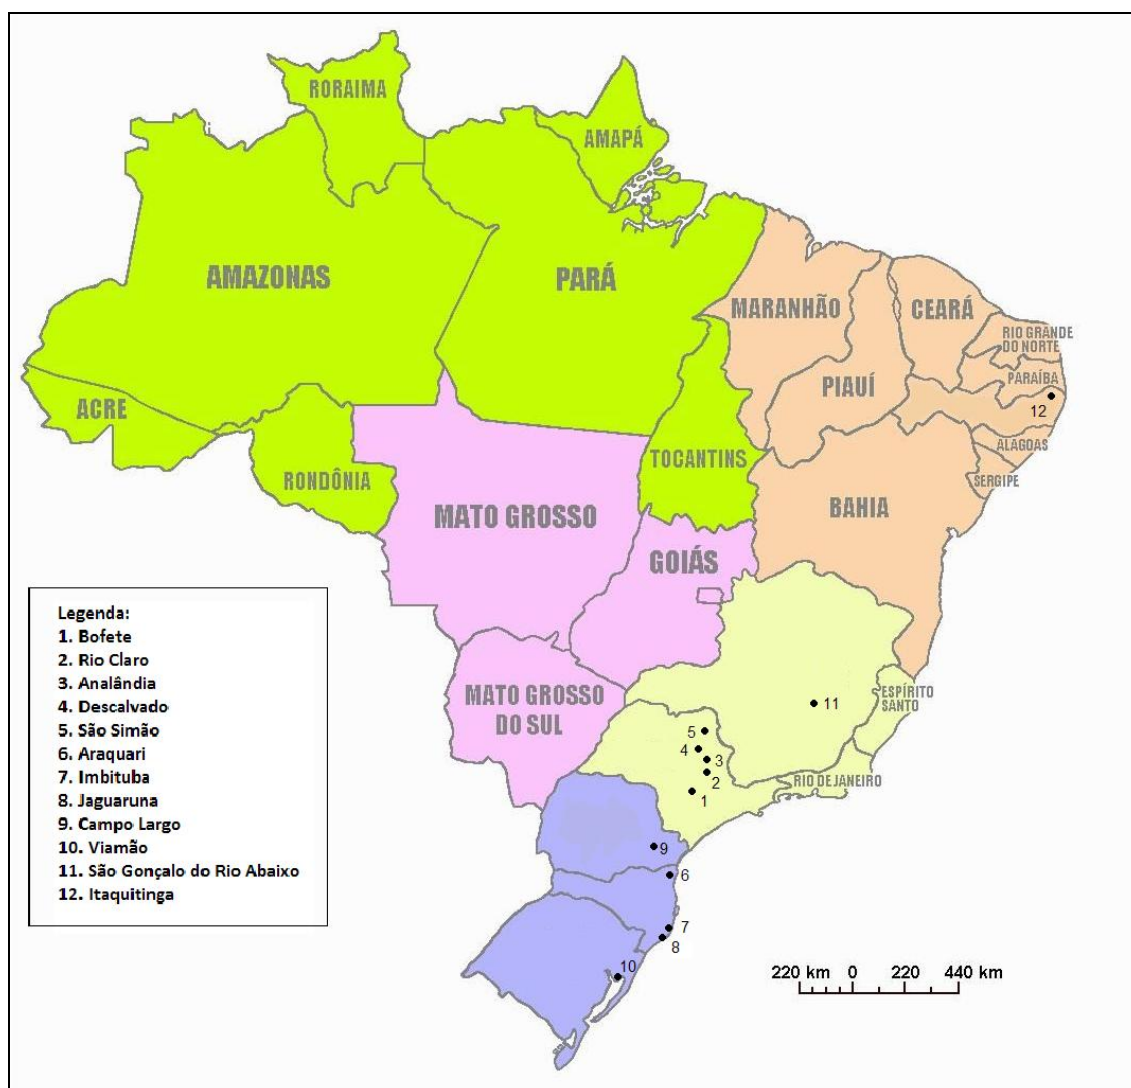 RORAIMA
AMAPÁ
AMAZONAS
PARÁ
MARANHÃO
CEARÁ
RIO GRANDE
DO NORTE
PARAÍBA
PIAUÍ
12
ACRE
ALAGOAS
TOCANTINS
SERGIPE
RONDÔNIA
BAHIA
MATO GROSSO
GOIÁS
Legenda:
1. Bofete
2. Rio Claro
3. Analândia
4. Descalvado
5. São Simão
6. Araquari
7. Imbituba
8. Jaguaruna
9. Campo Largo
10. Viamão
11. São Gonçalo do Rio Abaixo
12. Itaquitinga
MATO GROSSO
DO SUL
ESPÍRITO
SANTO
11
5
4
3
2
RIO DE JANEIRO
1
9
6
7
8
10
220 km 0 220 440 km